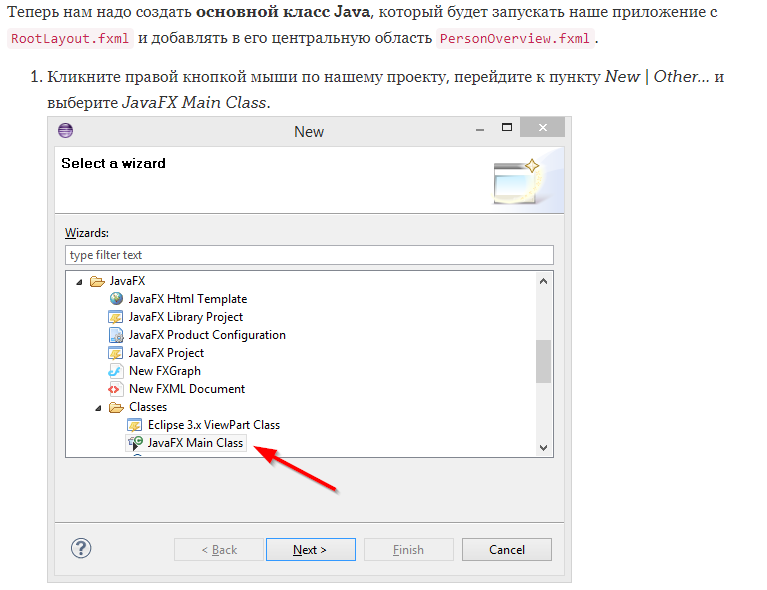 Теперь нам надо создать основной класс Java, который будет запускать наше приложение с
RootLayout.fxml и добавлять в его центральную область PersonOverview.fxml.
1. Кликните правой кнопкой мыши по нашему проекту, перейдите к пункту New | Other... и
выберите JavaFX Main Class.
New
Select a wizard
Wizards:
type filter text
JavaFX
JavaFX Html Template
JavaFX Library Project
JavaFX Product Configuration
JavaFX Project
New FXGraph
New FXML Document
Classes
Eclipse 3.x ViewPart Class
JavaFX Main Class
? < Back Next > Finish Cancel